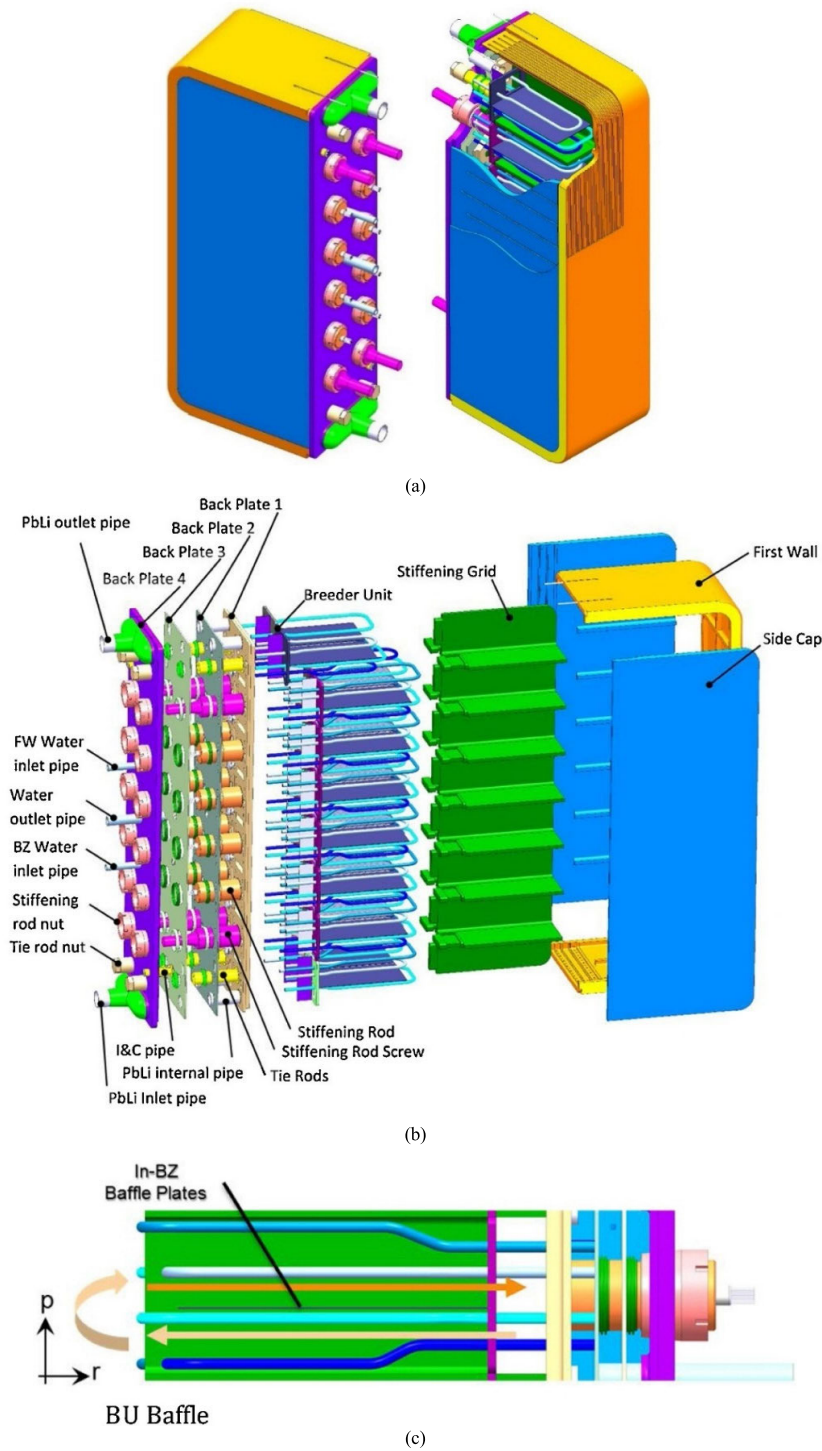 (a)
Back Plate 1
PbLi outlet pipe
Back Plate 2
Back Plate 3
Back Plate 4
Breeder Unit
Stiffening Grid
First Wall
Side Cap
FW Water
inlet pipe
Water
outlet pipe
BZ Water
inlet pipe
Stiffening
rod nut
Tie rod nut
I&C pipe
PbLi internal pipe
PbLi Inlet pipe
Stiffening Rod
Stiffening Rod Screw
Tie Rods
(b)
In-BZ
Baffle Plates
p
r
BU Baffle
(c)